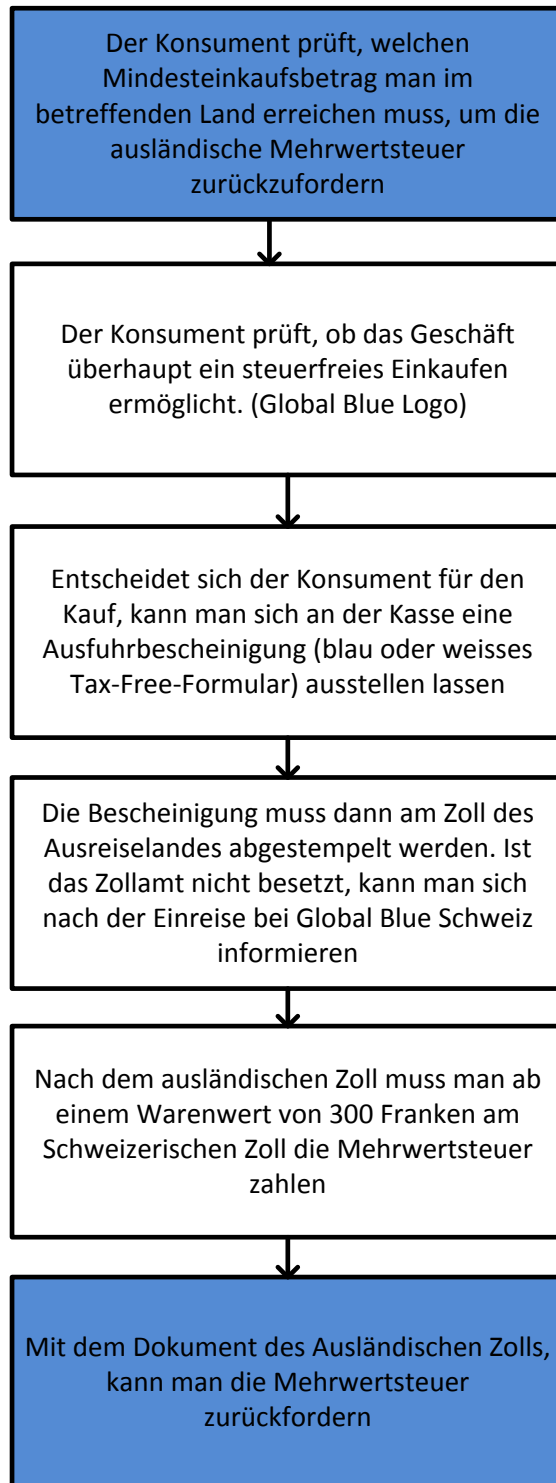 Der Konsument prüft, welchen
Mindesteinkaufsbetrag man im
betreffenden Land erreichen muss, um die
ausländische Mehrwertsteuer
zurückzufordern
Der Konsument prüft, ob das Geschäft
überhaupt ein steuerfreies Einkaufen
ermöglicht. (Global Blue Logo)
Entscheidet sich der Konsument für den
Kauf, kann man sich an der Kasse eine
Ausfuhrbescheinigung (blau oder weisses
Tax-Free-Formular) ausstellen lassen
Die Bescheinigung muss dann am Zoll des
Ausreiselandes abgestempelt werden. Ist
das Zollamt nicht besetzt, kann man sich
nach der Einreise bei Global Blue Schweiz
informieren
Nach dem ausländischen Zoll muss man ab
einem Warenwert von 300 Franken am
Schweizerischen Zoll die Mehrwertsteuer
zahlen
Mit dem Dokument des Ausländischen Zolls,
kann man die Mehrwertsteuer
zurückfordern